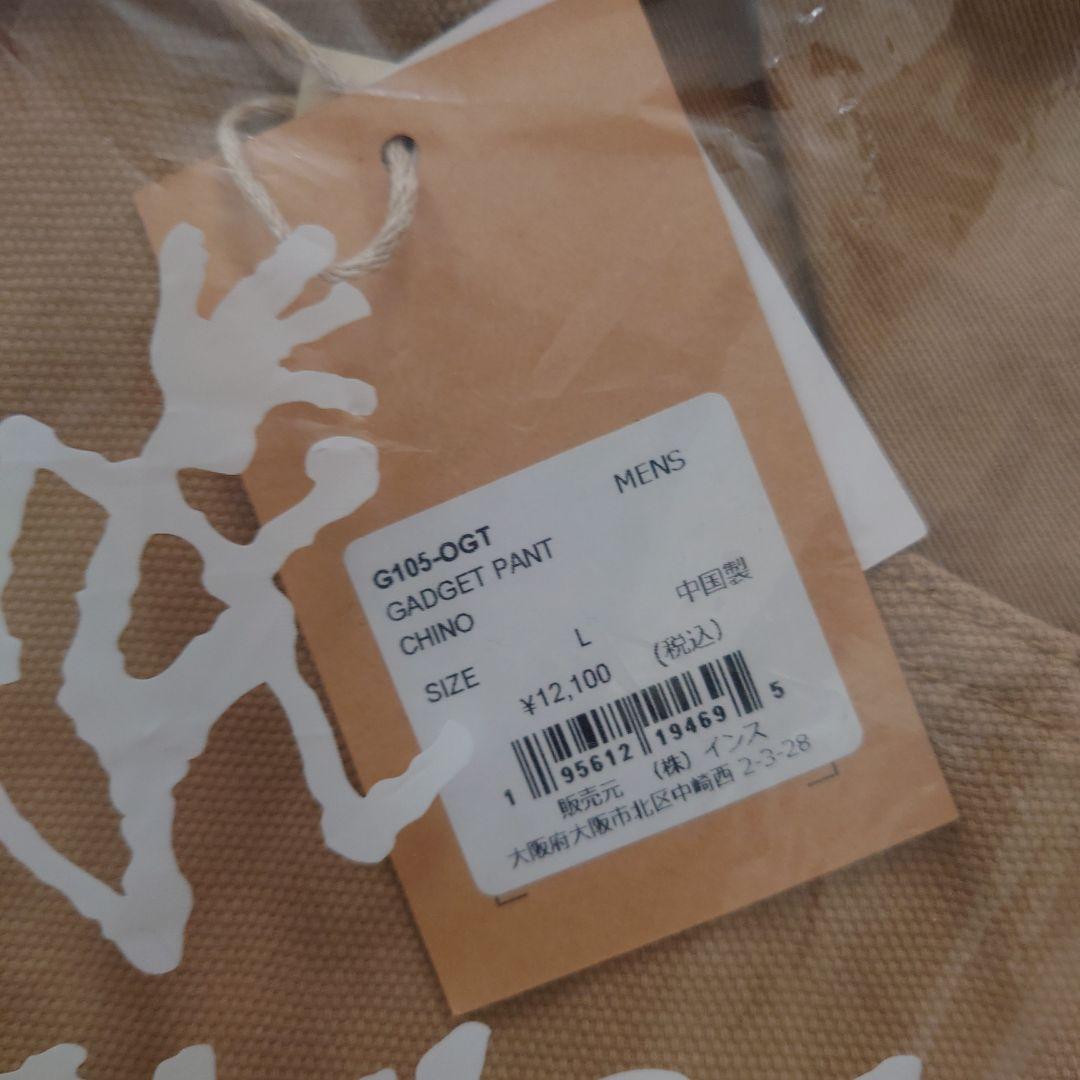 MENS
G105-OGT
GADGET PANT
CHINO 中国製
SIZE L
¥12,100 (税込)
1 95612 19469 5
販売元 (株) インス
大阪府大阪市北区中崎西 2-3-28